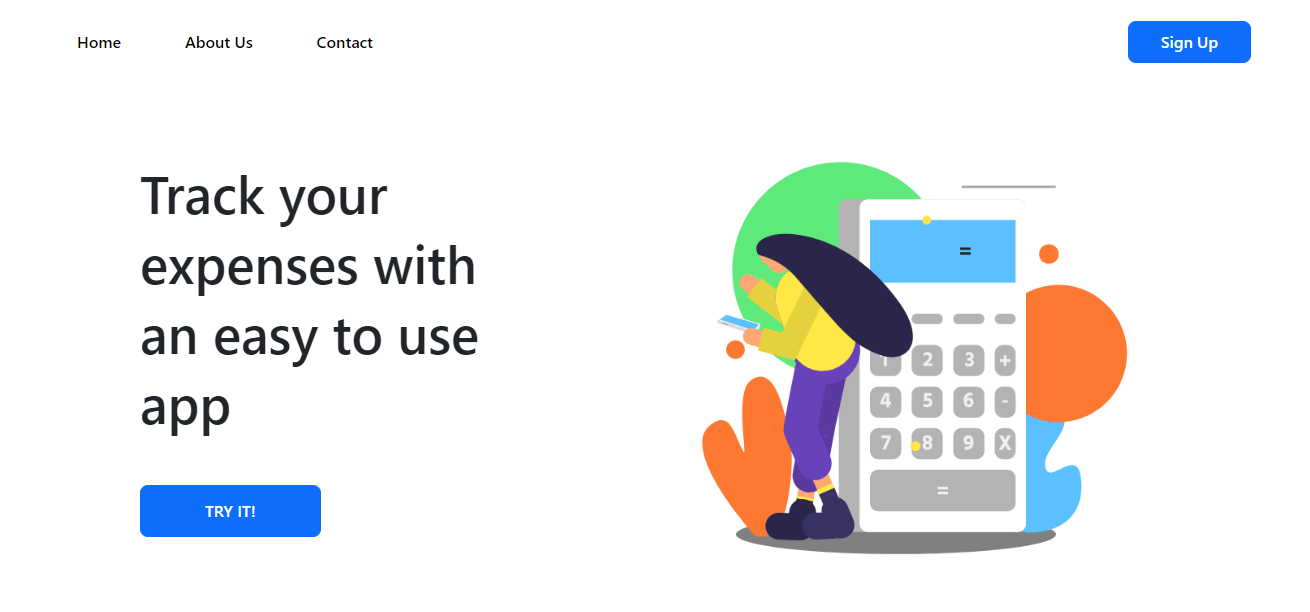 Home About Us Contact Sign Up
Track your
expenses with
an easy to use
app
TRY IT!
=
1 2 3 +
4 5 6 -
7 8 9 X
=